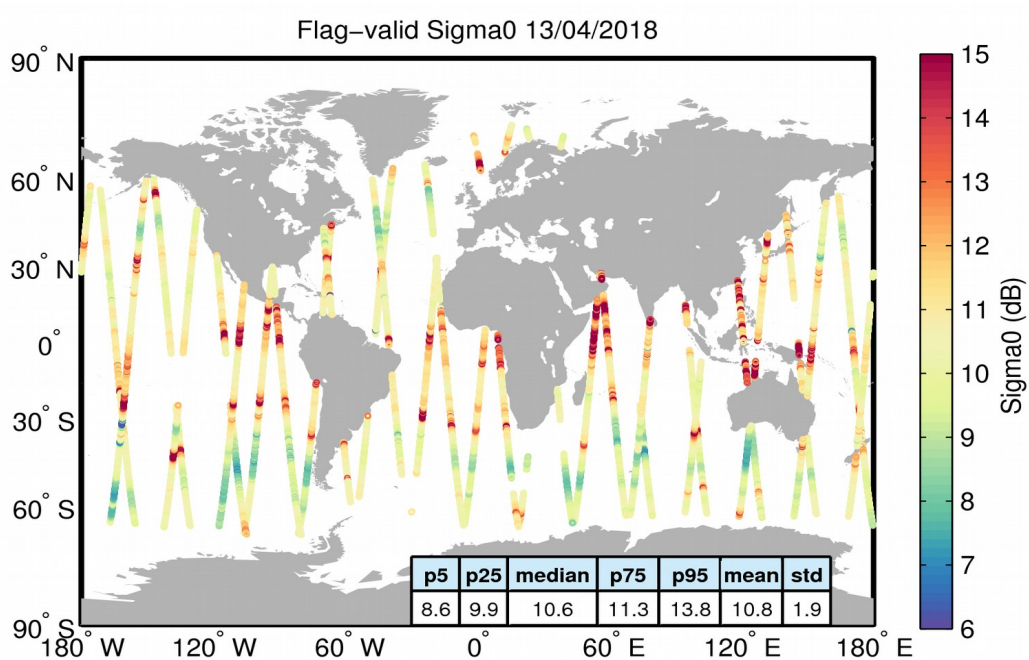 Flag−valid Sigma0 13/04/2018
90° N
60° N
30° N
0°
30° S
60° S
90° S
180° W
120° W
60° W
0°
60° E
120° E
180° E
15
14
13
12
11
10
9
8
7
6
Sigma0 (dB)
p5 p25 median p75 p95 mean std
8.6 9.9 10.6 11.3 13.8 10.8 1.9